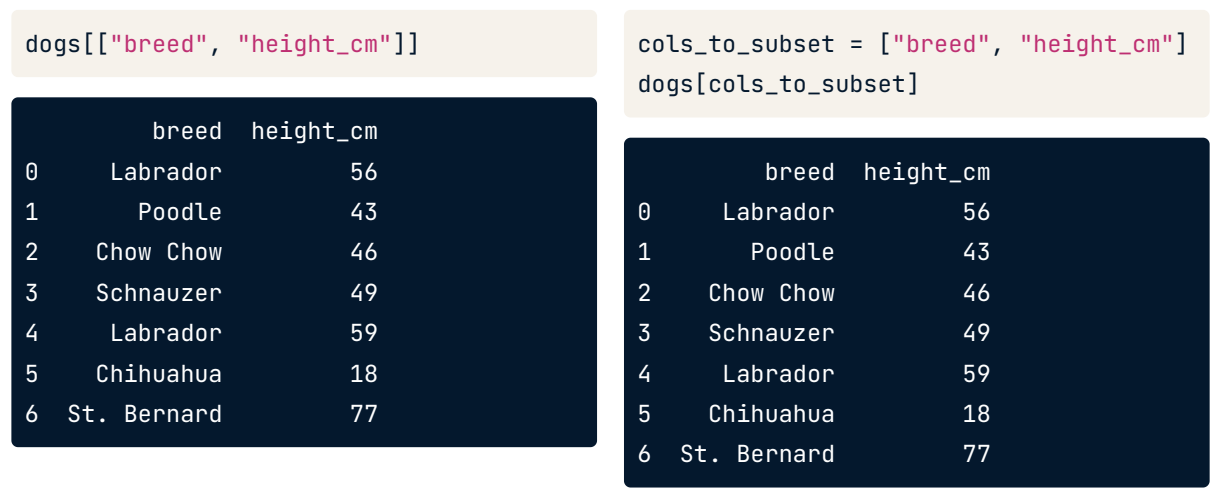 dogs[["breed", "height_cm"]]
         breed  height_cm
0     Labrador         56
1       Poodle         43
2    Chow Chow         46
3    Schnauzer         49
4     Labrador         59
5    Chihuahua         18
6  St. Bernard         77
cols_to_subset = ["breed", "height_cm"]
dogs[cols_to_subset]
         breed  height_cm
0     Labrador         56
1       Poodle         43
2    Chow Chow         46
3    Schnauzer         49
4     Labrador         59
5    Chihuahua         18
6  St. Bernard         77